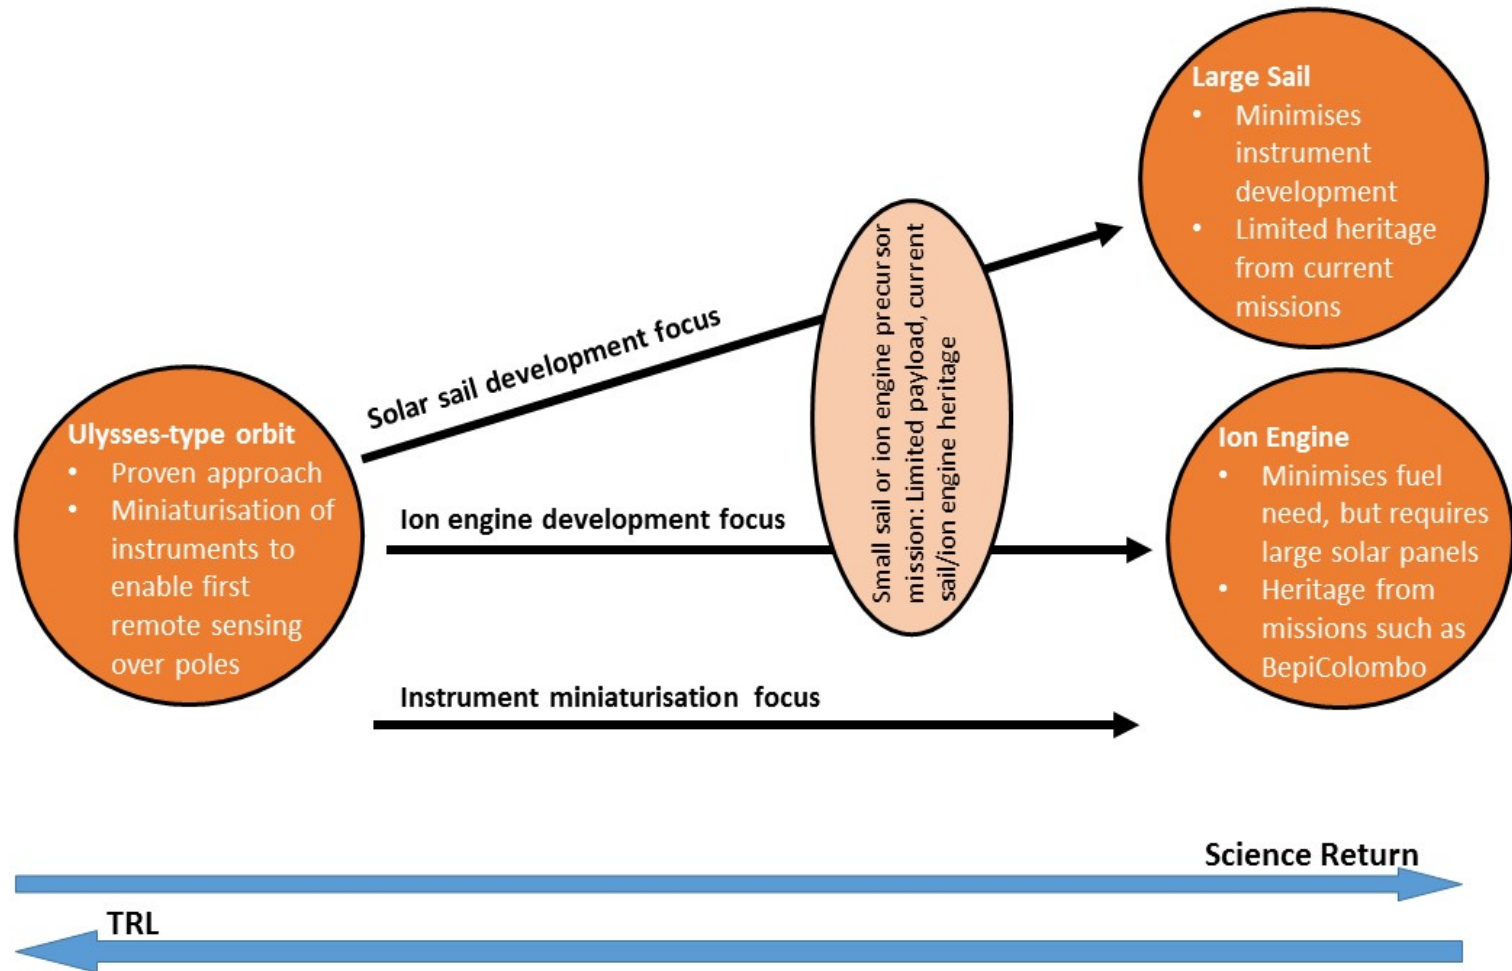 Large Sail
• Minimises
instrument
development
• Limited heritage
from current
missions
Solar sail development focus
Small sail or ion engine precursor
mission: Limited payload, current
sail/ion engine heritage
Ulysses-type orbit
• Proven approach
• Miniaturisation of
instruments to
enable first
remote sensing
over poles
Ion engine development focus
Ion Engine
• Minimises fuel
need, but requires
large solar panels
• Heritage from
missions such as
BepiColombo
Instrument miniaturisation focus
Science Return
TRL